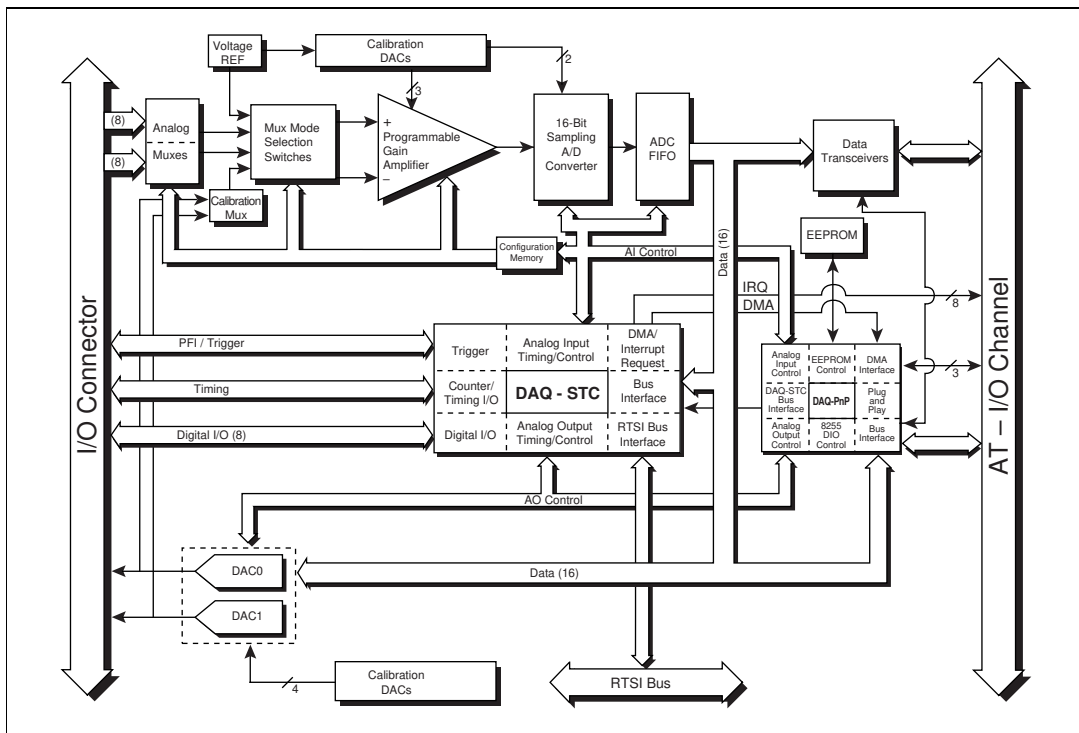 Voltage
REF
Calibration
DACs
2
3
(8)
(8)
Analog
Muxes
Mux Mode
Selection
Switches
+
Programmable
Gain
Amplifier
–
16-Bit
Sampling
A/D
Converter
ADC
FIFO
Data
Transceivers
Calibration
Mux
Configuration
Memory
AI Control
Data (16)
EEPROM
IRQ
DMA
8
3
I/O Connector
AT – I/O Channel
PFI / Trigger
Timing
Digital I/O (8)
Trigger
Analog Input
Timing/Control
DMA/
Interrupt
Request
Counter/
Timing I/O
DAQ - STC
Bus
Interface
Digital I/O
Analog Output
Timing/Control
RTSI Bus
Interface
Analog
Input
Control
EEPROM
Control
DMA
Interface
DAQ-STC
Bus
Interface
DAQ-PnP
Plug
and
Play
Analog
Output
Control
8255
DIO
Control
Bus
Interface
AO Control
DAC0
DAC1
Data (16)
4
Calibration
DACs
RTSI Bus